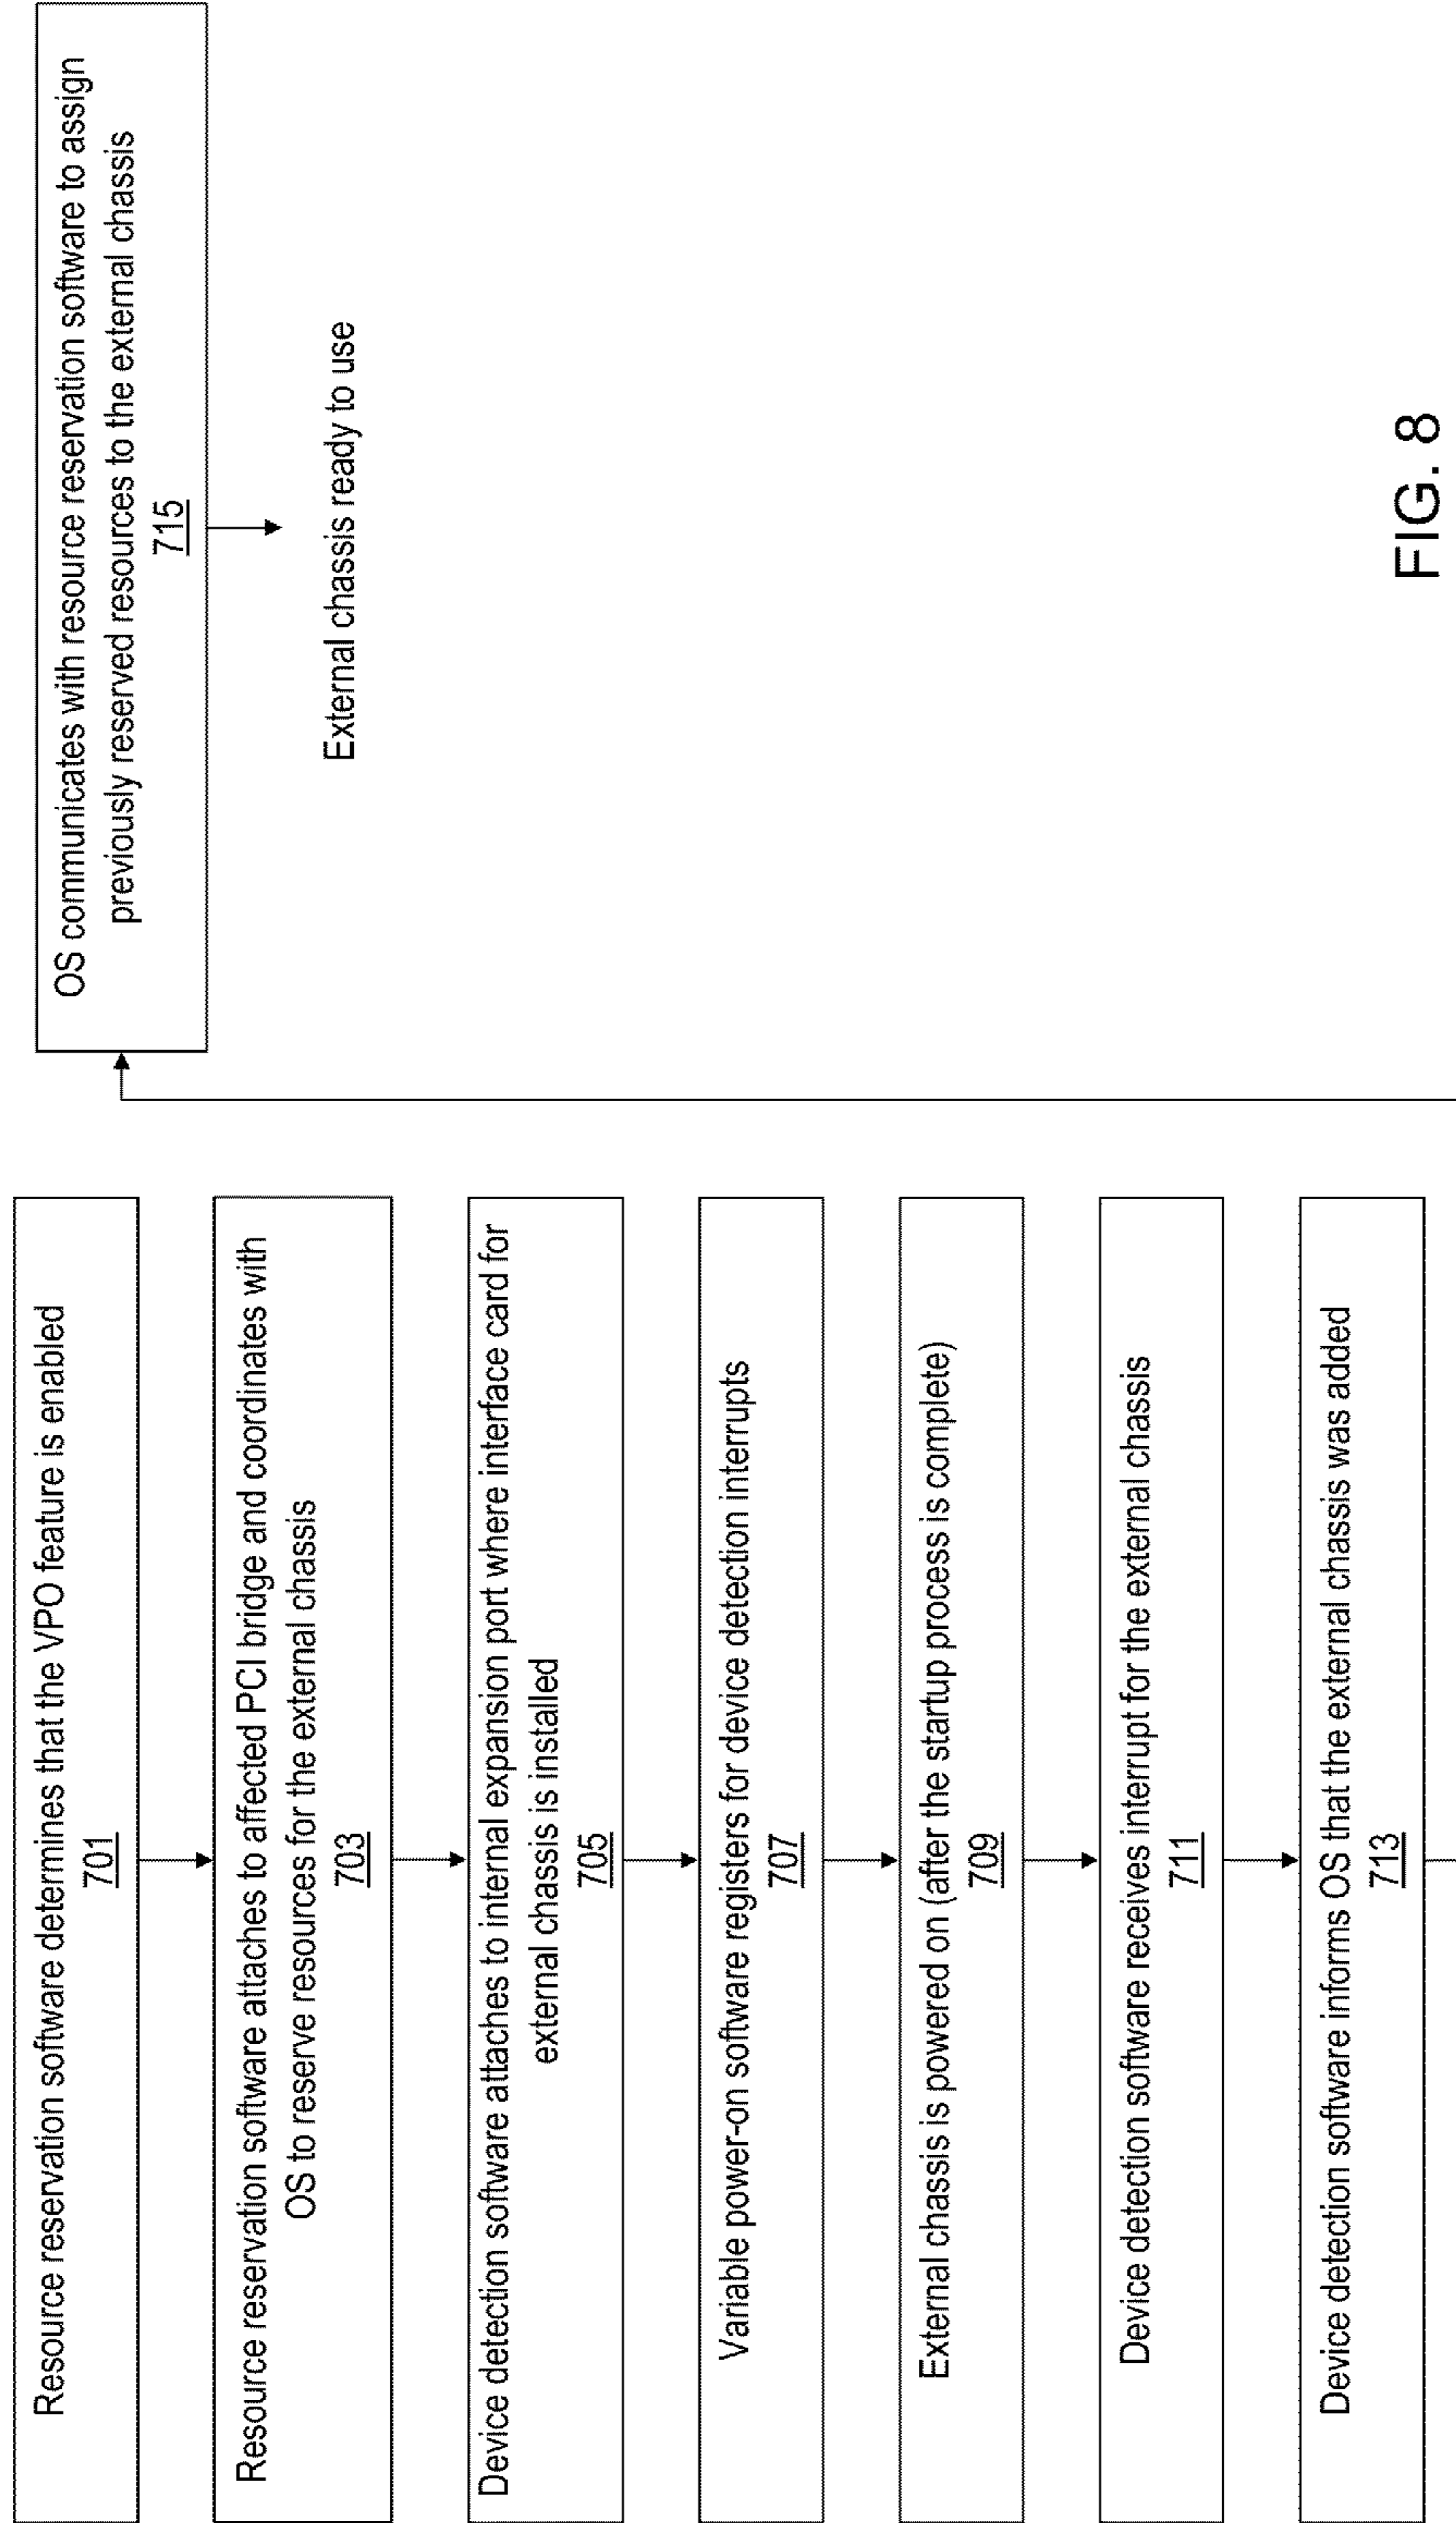 Resource reservation software determines that the VPO feature is enabled
701
Resource reservation software attaches to affected PCI bridge and coordinates with
OS to reserve resources for the external chassis
703
Device detection software attaches to internal expansion port where interface card for
external chassis is installed
705
Variable power-on software registers for device detection interrupts
707
External chassis is powered on (after the startup process is complete)
709
Device detection software receives interrupt for the external chassis
711
Device detection software informs OS that the external chassis was added
713
OS communicates with resource reservation software to assign
previously reserved resources to the external chassis
715
External chassis ready to use
FIG. 8